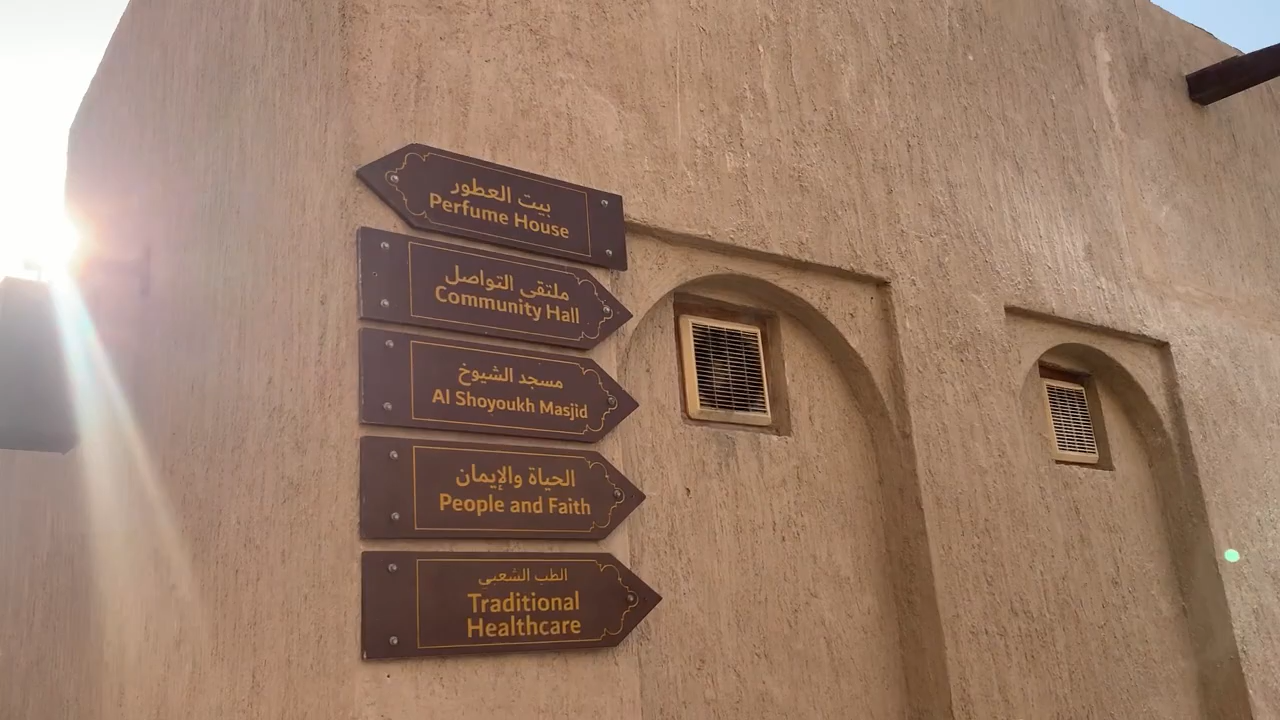 بيت العطور
Perfume House
ملتقى التواصل
Community Hall
مسجد الشيوخ
Al Shoyoukh Masjid
الحياة والإيمان
People and Faith
الطب الشعبي
Traditional
Healthcare